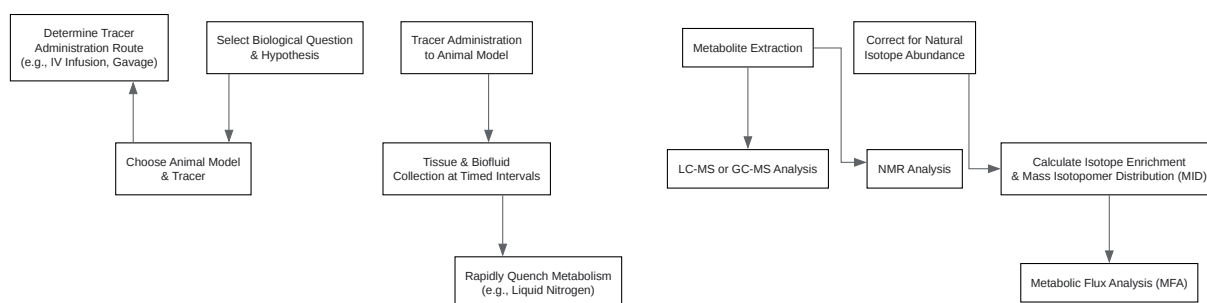 Determine Tracer
Administration Route
(e.g., IV Infusion, Gavage)
Select Biological Question
& Hypothesis
Tracer Administration
to Animal Model
Metabolite Extraction
Correct for Natural
Isotope Abundance
Choose Animal Model
& Tracer
Tissue & Biofluid
Collection at Timed Intervals
LC-MS or GC-MS Analysis
NMR Analysis
Calculate Isotope Enrichment
& Mass Isotopomer Distribution (MID)
Rapidly Quench Metabolism
(e.g., Liquid Nitrogen)
Metabolic Flux Analysis (MFA)